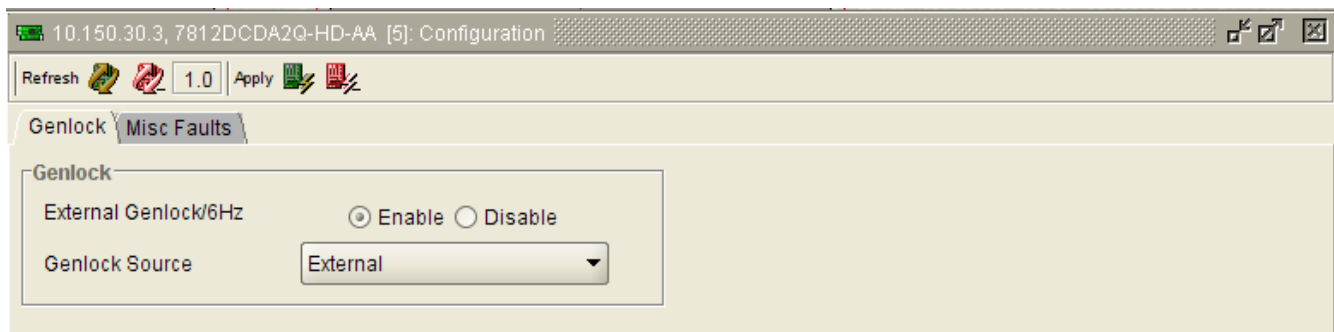 10.150.30.3, 7812DCDA2Q-HD-AA [5]: Configuration
Refresh 1.0 Apply
Genlock Misc Faults
Genlock
External Genlock/6Hz Enable Disable
Genlock Source External